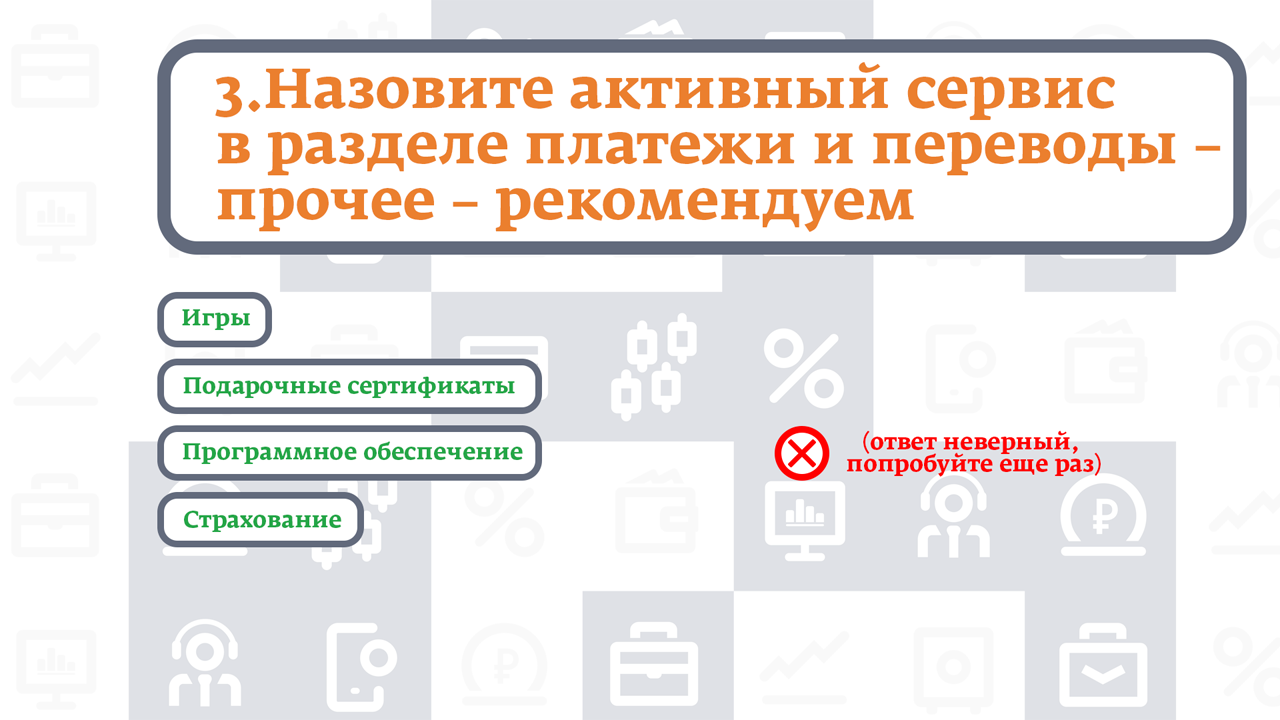 3.Назовите активный сервис
в разделе платежи и переводы –
прочее – рекомендуем
Игры
Подарочные сертификаты
Программное обеспечение
(ответ неверный,
попробуйте еще раз)
Страхование